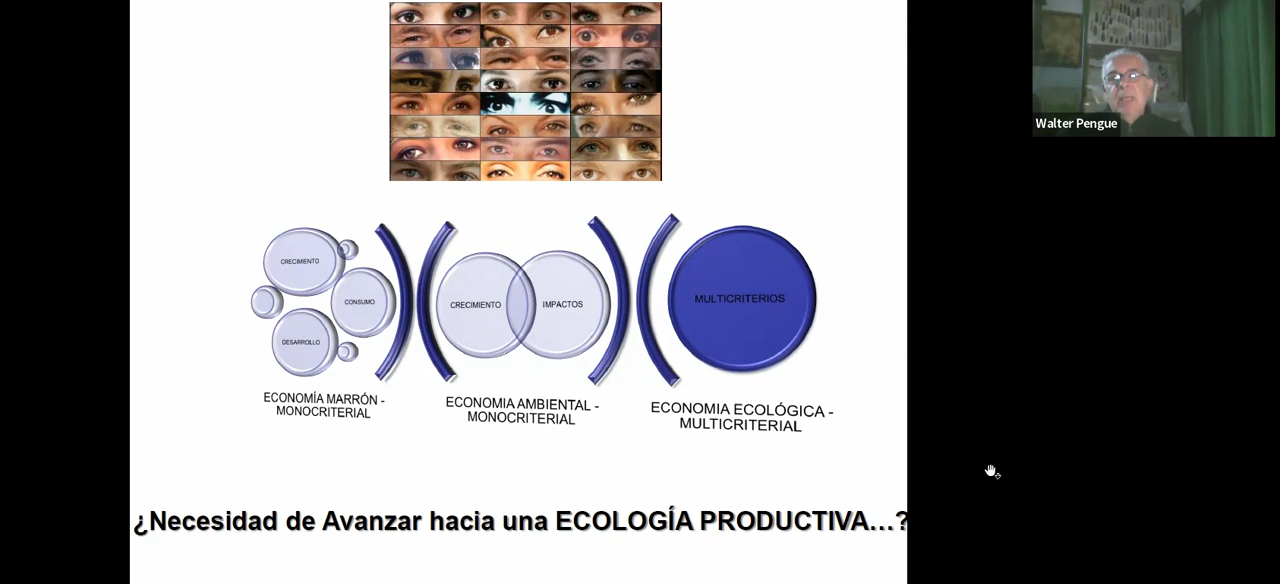 Walter Pengue
CRECIMIENTO
CONSUMO
DESARROLLO
CRECIMIENTO
IMPACTOS
MULTICRITERIOS
ECONOMÍA MARRÓN -
MONOCRITERIAL
ECONOMIA AMBIENTAL -
MONOCRITERIAL
ECONOMIA ECOLÓGICA -
MULTICRITERIAL
¿Necesidad de Avanzar hacia una ECOLOGÍA PRODUCTIVA...?